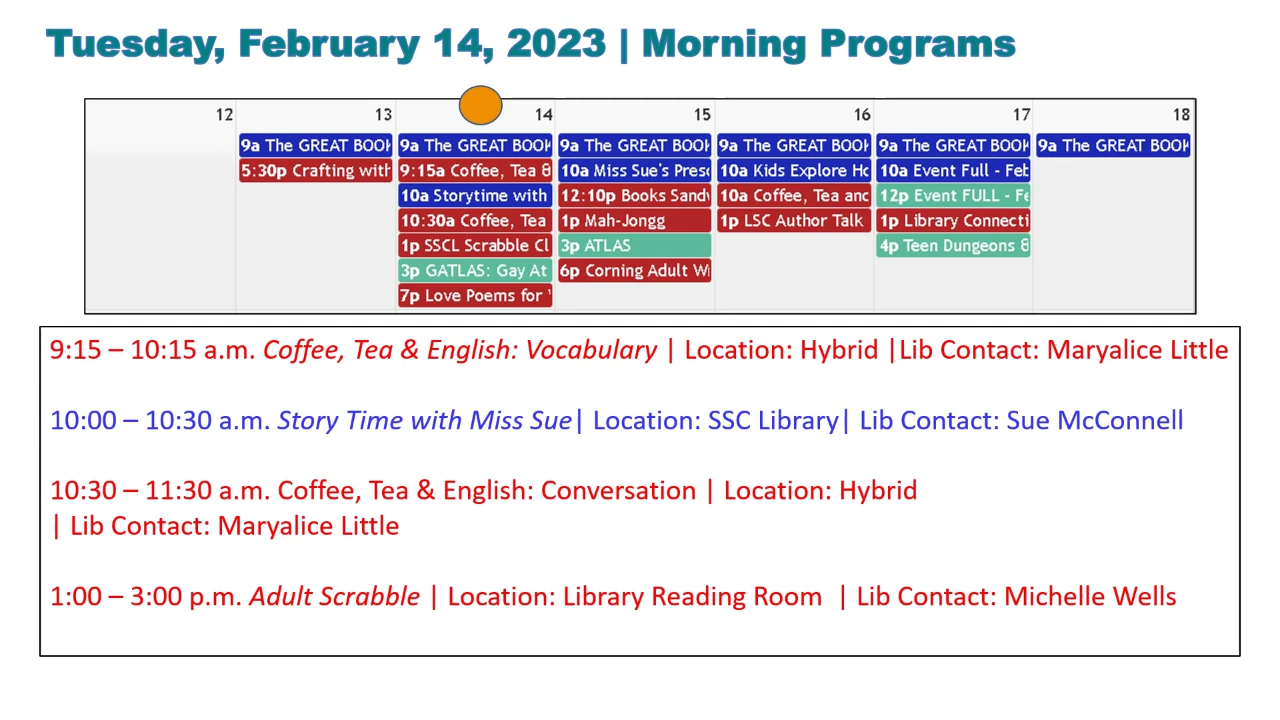 Tuesday, February 14, 2023 | Morning Programs
12 13 14 15 16 17 18
9a The GREAT BOOK 9a The GREAT BOOK 9a The GREAT BOOK 9a The GREAT BOOK 9a The GREAT BOOK 9a The GREAT BOOK
5:30p Crafting with 9:15a Coffee, Tea & 10a Miss Sue's Preso 10a Kids Explore Ho 10a Event Full - Feb
10a Storytime with 12:10p Books Sandw 10a Coffee, Tea and 12p Event FULL - Fe
10:30a Coffee, Tea 1p Mah-Jongg 1p LSC Author Talk 1p Library Connecti
1p SSCL Scrabble Cl 3p ATLAS 4p Teen Dungeons &
3p GATLAS: Gay At 6p Corning Adult Wr
7p Love Poems for
9:15 – 10:15 a.m. Coffee, Tea & English: Vocabulary | Location: Hybrid |Lib Contact: Maryalice Little
10:00 – 10:30 a.m. Story Time with Miss Sue| Location: SSC Library| Lib Contact: Sue McConnell
10:30 – 11:30 a.m. Coffee, Tea & English: Conversation | Location: Hybrid
| Lib Contact: Maryalice Little
1:00 – 3:00 p.m. Adult Scrabble | Location: Library Reading Room | Lib Contact: Michelle Wells